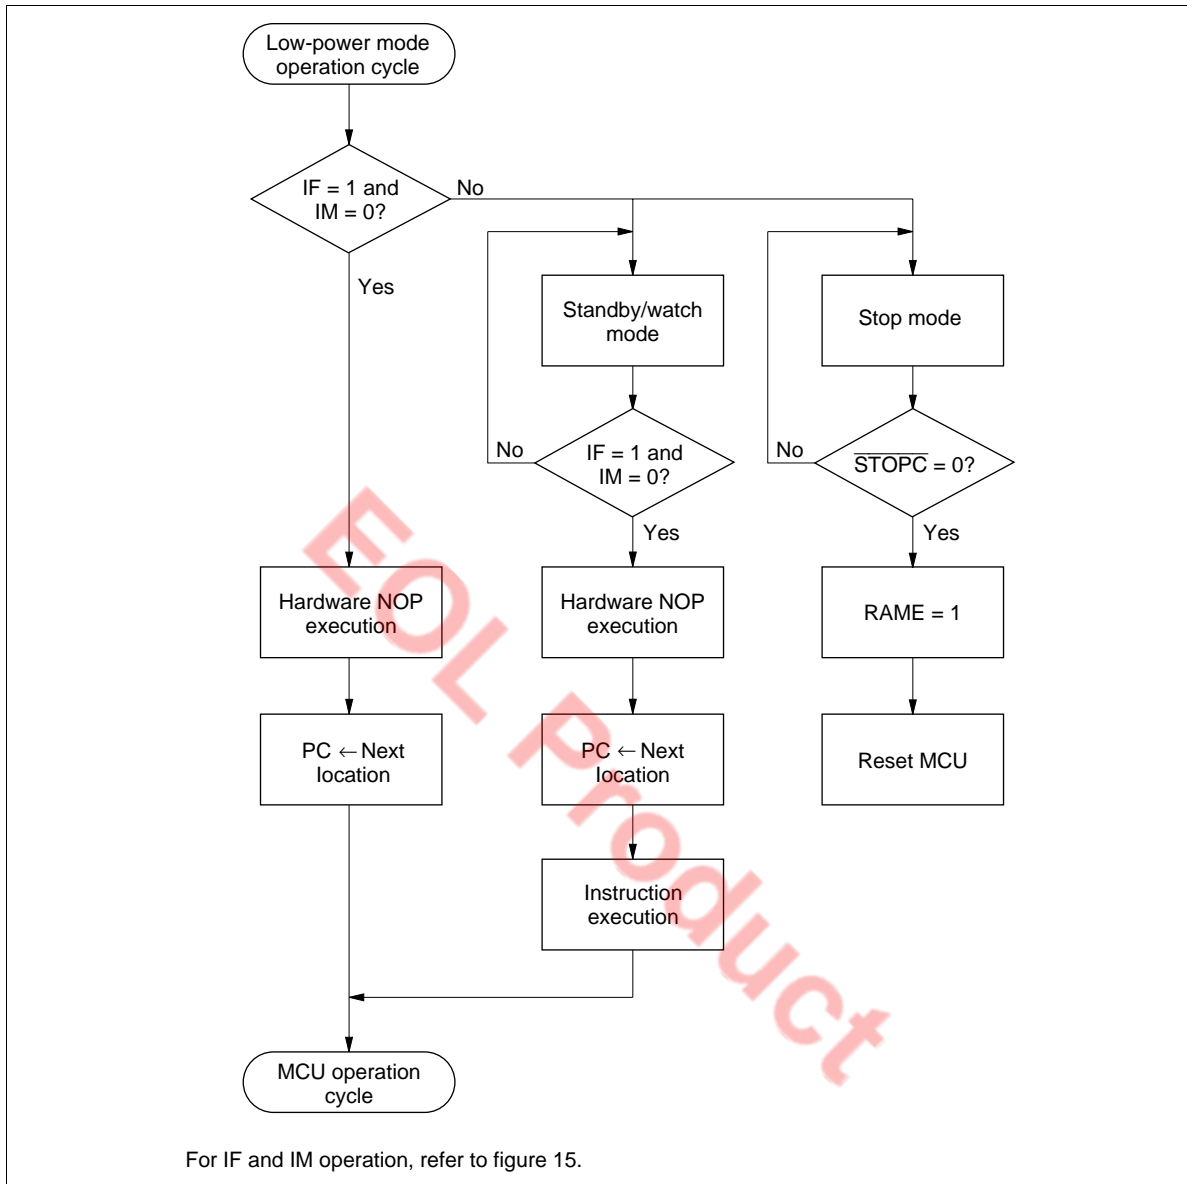 Low-power mode
operation cycle
IF = 1 and
IM = 0?
No
Yes
Standby/watch
mode
Stop mode
No
IF = 1 and
IM = 0?
No
S̅T̅O̅P̅C̅ = 0?
Yes
Yes
Hardware NOP
execution
Hardware NOP
execution
RAME = 1
PC ← Next
location
PC ← Next
location
Reset MCU
Instruction
execution
MCU operation
cycle
For IF and IM operation, refer to figure 15.
EOL Product